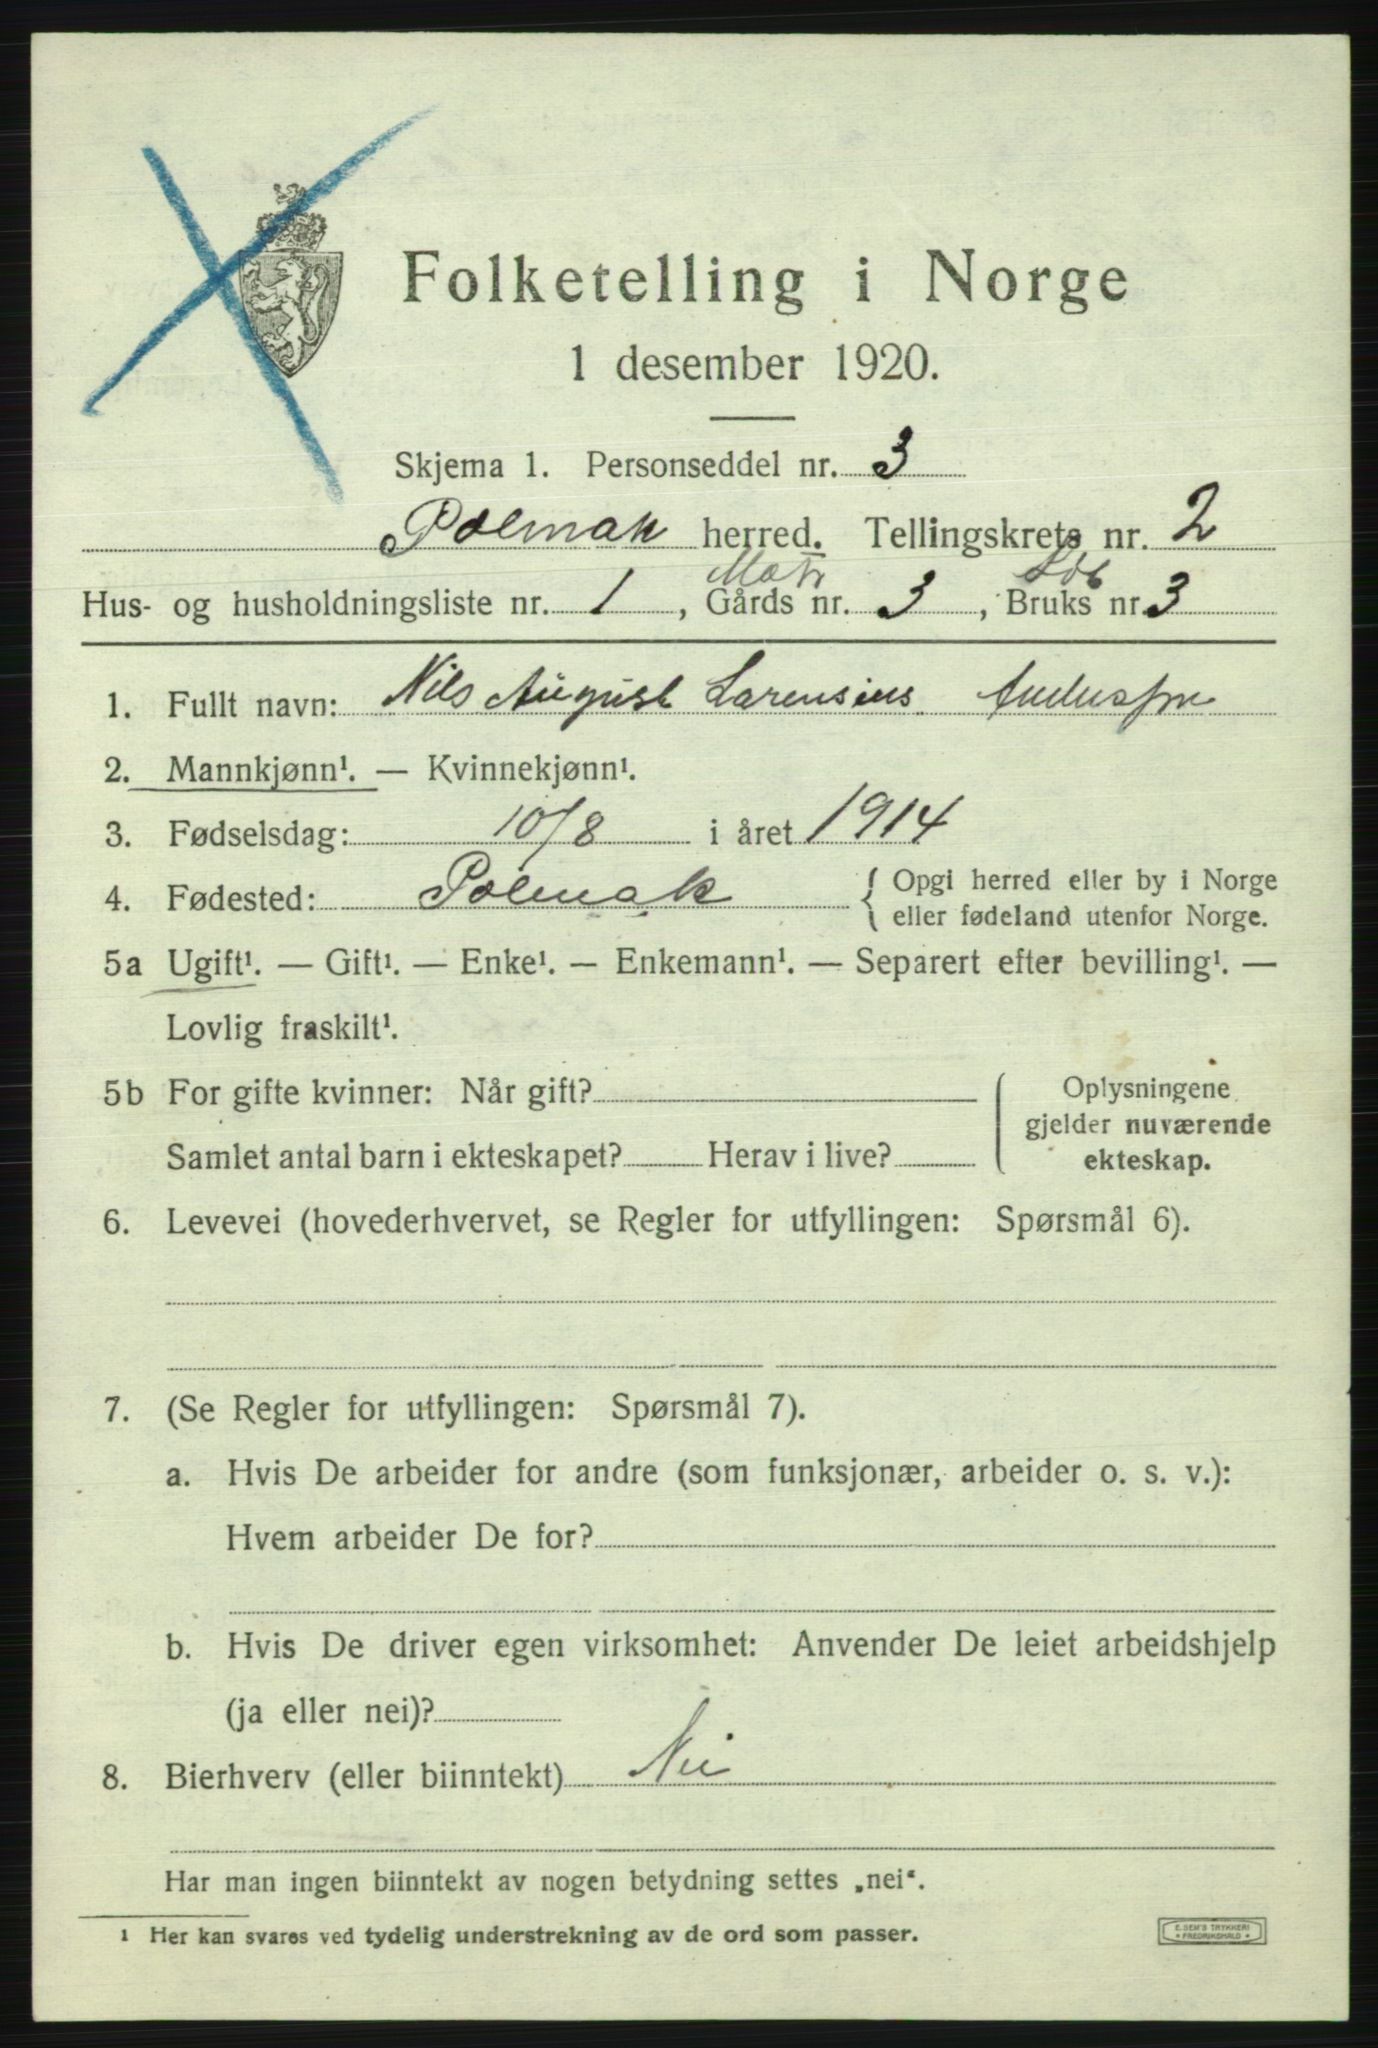 Folketelling i Norge
1 desember 1920.
Skjema 1. Personseddel nr. 3
Polmak herred. Tellingskrets nr. 2
Matr Løb
Hus- og husholdningsliste nr. 1, Gårds nr. 3, Bruks nr. 3
1. Fullt navn: Nils August Larensius Anderssen
2. Mannkjønn¹. — Kvinnekjønn¹.
3. Fødselsdag: 10/8 i året 1914
4. Fødested: Polmak { Opgi herred eller by i Norge
eller fødeland utenfor Norge.
5a Ugift¹. — Gift¹. — Enke¹. — Enkemann¹. — Separert efter bevilling¹. —
Lovlig fraskilt¹.
5b For gifte kvinner: Når gift? Oplysningene
gjelder nuværende
Samlet antal barn i ekteskapet? Herav i live? ekteskap.
6. Levevei (hovederhvervet, se Regler for utfyllingen: Spørsmål 6).
7. (Se Regler for utfyllingen: Spørsmål 7).
a. Hvis De arbeider for andre (som funksjonær, arbeider o. s. v.):
Hvem arbeider De for?
b. Hvis De driver egen virksomhet: Anvender De leiet arbeidshjelp
(ja eller nei)?
8. Bierhverv (eller biinntekt) Nei
Har man ingen biinntekt av nogen betydning settes „nei“.
1 Her kan svares ved tydelig understrekning av de ord som passer.
E. SEM'S TRYKKERI
FREDRIKSHALD